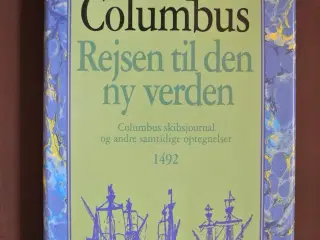 Columbus
Rejsen til den
ny verden
Columbus skibsjournal
og andre samtidige optegnelser
1492